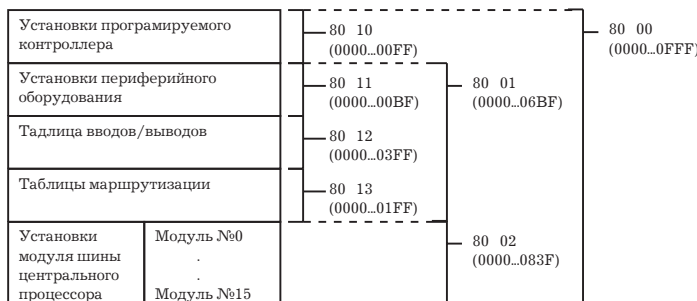 Установки програмируемого
контроллера
80 10
(0000...00FF)
80 00
(0000...0FFF)
Установки периферийного
оборудования
80 11
(0000...00BF)
80 01
(0000...06BF)
Тадлица вводов/выводов
80 12
(0000...03FF)
Таблицы маршрутизации
80 13
(0000...01FF)
Установки
модуля шины
центрального
процессора
Модуль №0
.
.
Модуль №15
80 02
(0000...083F)